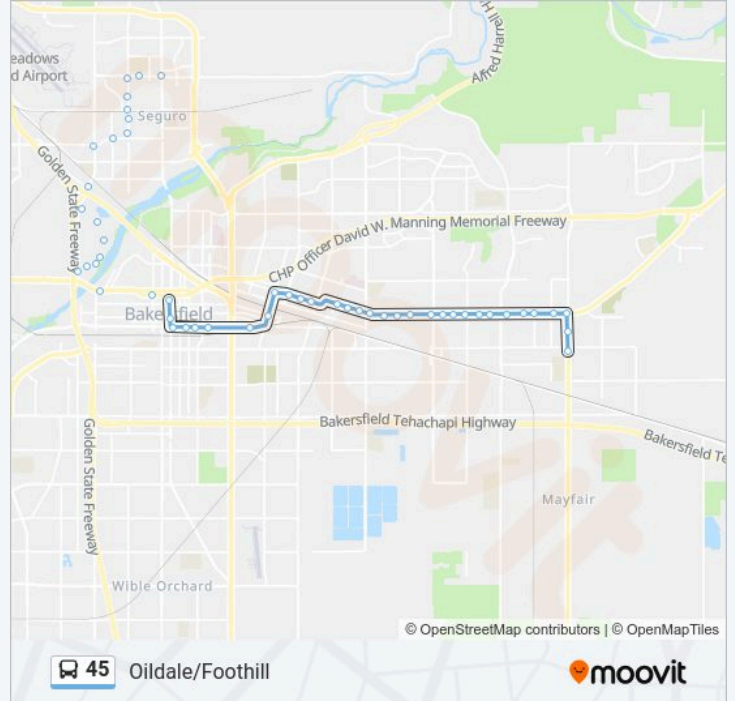 eadows
d Airport
Alfred Harrell H
Seguro
Golden State Freeway
CHP Officer David W. Manning Memorial Freeway
Bakersfield
Bakersfield Tehachapi Highway
Bakersfield Te
Golden State Freeway
Mayfair
Wible Orchard
© OpenStreetMap contributors | © OpenMapTiles
45 Oildale/Foothill
moovit